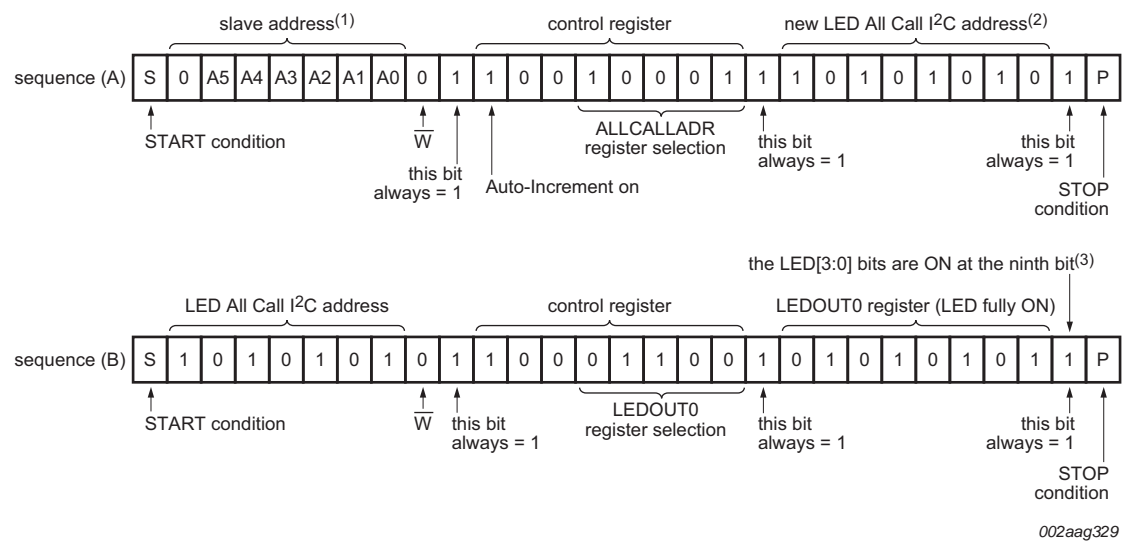 slave address(1) control register new LED All Call I2C address(2)
sequence (A) S 0 A5 A4 A3 A2 A1 A0 0 1 1 0 0 1 0 0 0 1 1 1 0 1 0 1 0 1 0 1 P
START condition W ALLCALLADR register selection this bit always = 1 this bit always = 1
this bit always = 1 Auto-Increment on STOP condition
the LED[3:0] bits are ON at the ninth bit(3)
LED All Call I2C address control register LEDOUT0 register (LED fully ON)
sequence (B) S 1 0 1 0 1 0 1 0 1 1 0 0 0 1 1 0 0 1 0 1 0 1 0 1 0 1 1 P
START condition W this bit always = 1 LEDOUT0 register selection this bit always = 1 this bit always = 1
STOP condition
002aag329